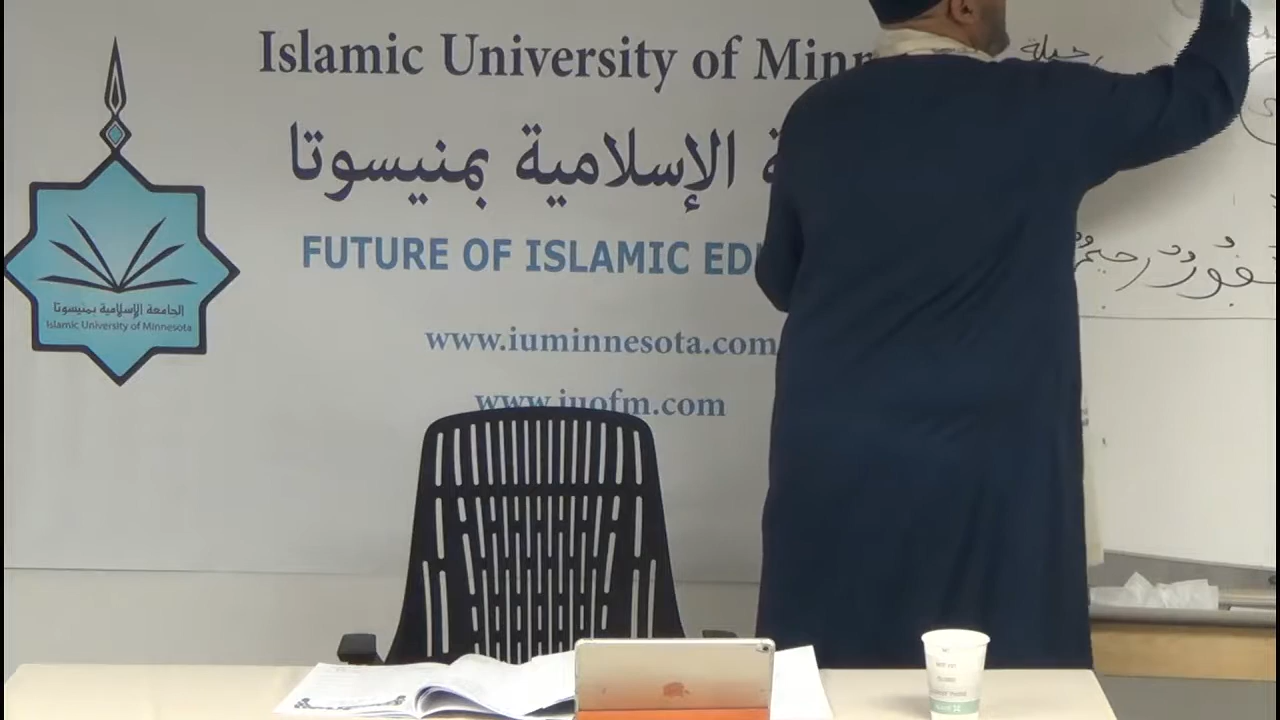 Islamic University of Minn
ة الإسلامية بمنيسوتا
FUTURE OF ISLAMIC ED
www.iuminnesota.com
www.iuofm.com
الجامعة الإسلامية بمنيسوتا
Islamic University of Minnesota
رحيم